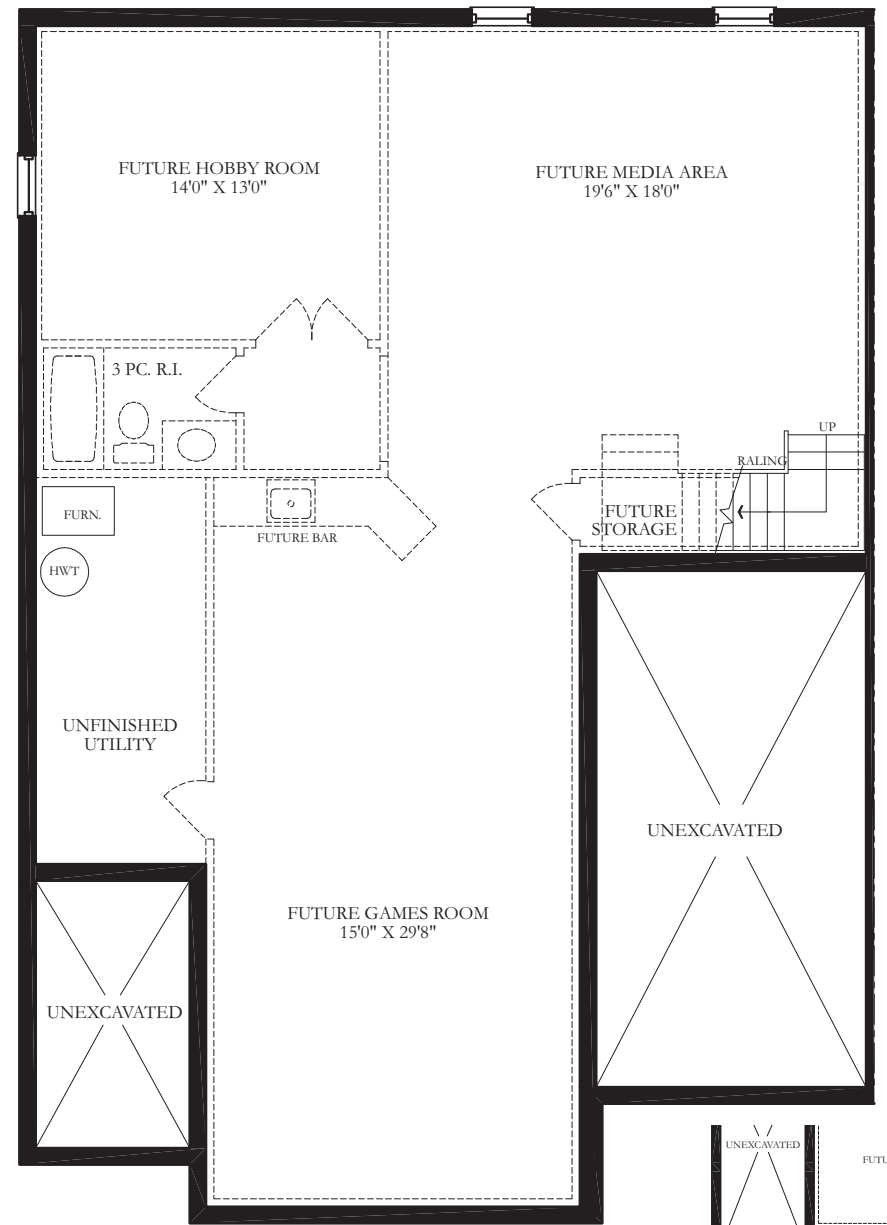 FUTURE HOBBY ROOM
14'0" X 13'0"
FUTURE MEDIA AREA
19'6" X 18'0"
3 PC. R.I.
UP
RALING
FURN.
FUTURE BAR
FUTURE
STORAGE
HWT
UNFINISHED
UTILITY
UNEXCAVATED
FUTURE GAMES ROOM
15'0" X 29'8"
UNEXCAVATED
UNEXCAVATED